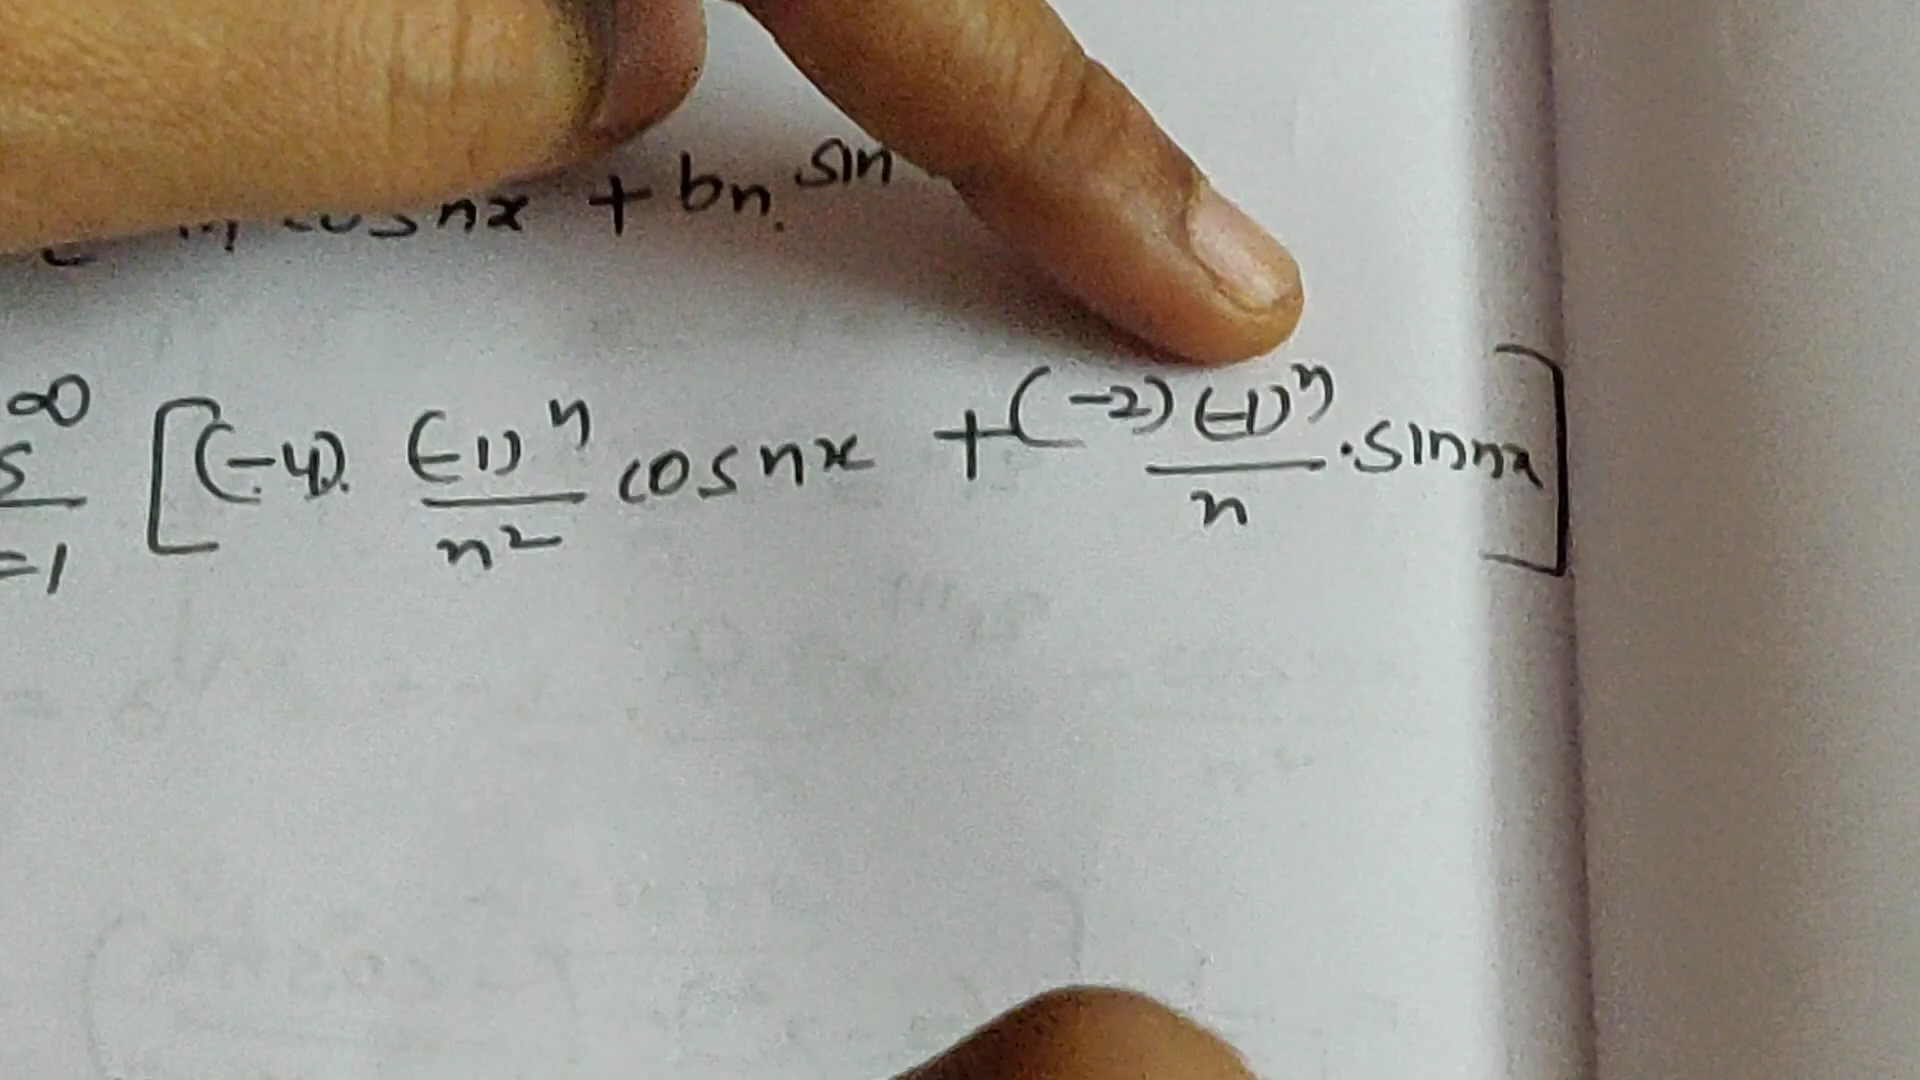 cos nx + bn. sin
∞ Σ =1 [(-4). (-1)^n / n² cos nx + (-2)(-1)^n / n . sin nx]